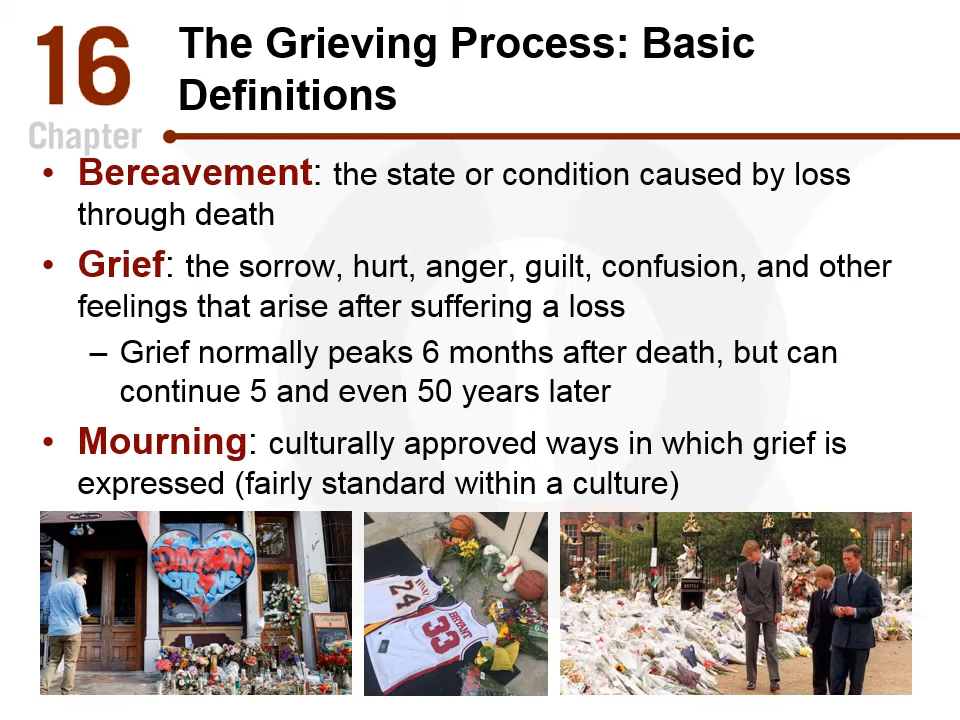 16
Chapter
The Grieving Process: Basic
Definitions
• Bereavement: the state or condition caused by loss
through death
• Grief: the sorrow, hurt, anger, guilt, confusion, and other
feelings that arise after suffering a loss
– Grief normally peaks 6 months after death, but can
continue 5 and even 50 years later
• Mourning: culturally approved ways in which grief is
expressed (fairly standard within a culture)
STRONG
24
BRYANT
33